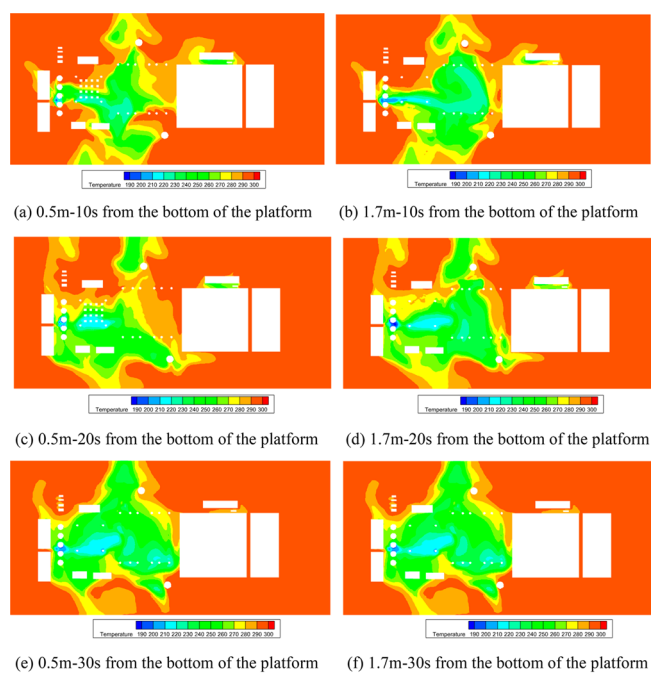 Temperature 190 200 210 220 230 240 250 260 270 280 290 300
Temperature 190 200 210 220 230 240 250 260 270 280 290 300
(a) 0.5m-10s from the bottom of the platform
(b) 1.7m-10s from the bottom of the platform
Temperature 190 200 210 220 230 240 250 260 270 280 290 300
Temperature 190 200 210 220 230 240 250 260 270 280 290 300
(c) 0.5m-20s from the bottom of the platform
(d) 1.7m-20s from the bottom of the platform
Temperature 190 200 210 220 230 240 250 260 270 280 290 300
Temperature 190 200 210 220 230 240 250 260 270 280 290 300
(e) 0.5m-30s from the bottom of the platform
(f) 1.7m-30s from the bottom of the platform